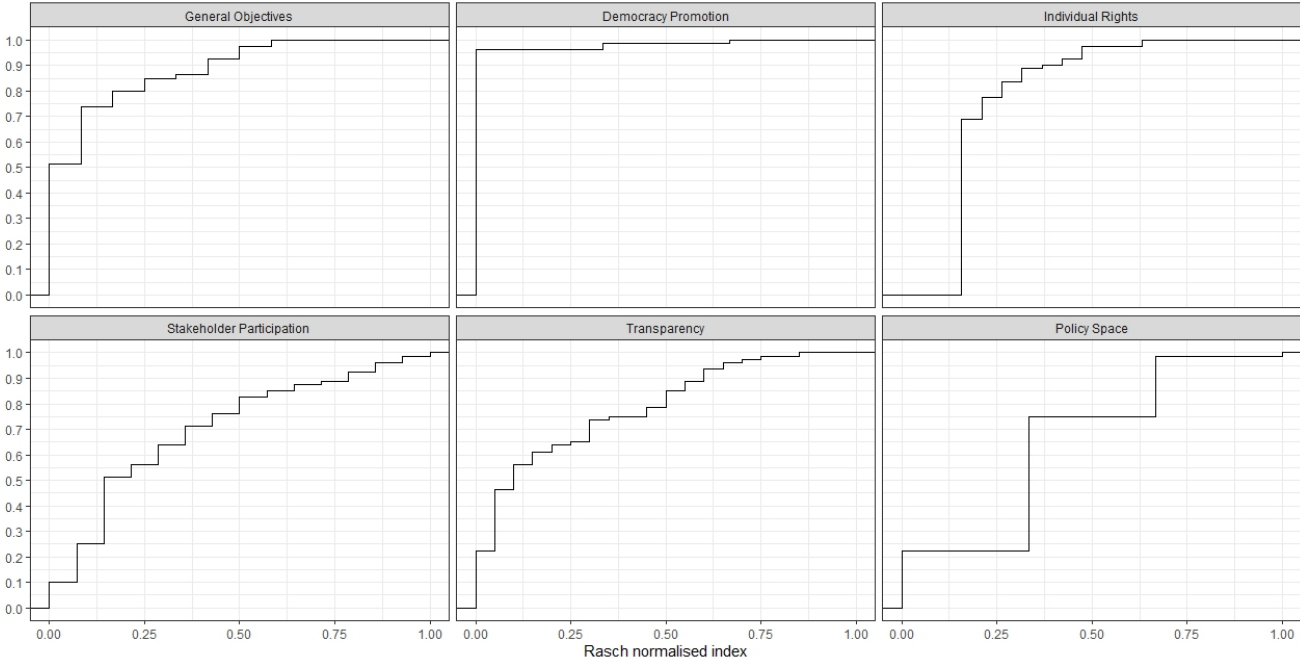 General Objectives
Democracy Promotion
Individual Rights
1.0
0.9
0.8
0.7
0.6
0.5
0.4
0.3
0.2
0.1
0.0
Stakeholder Participation
Transparency
Policy Space
1.0
0.9
0.8
0.7
0.6
0.5
0.4
0.3
0.2
0.1
0.0
0.00 0.25 0.50 0.75 1.00
0.00 0.25 0.50 0.75 1.00
0.00 0.25 0.50 0.75 1.00
Rasch normalised index